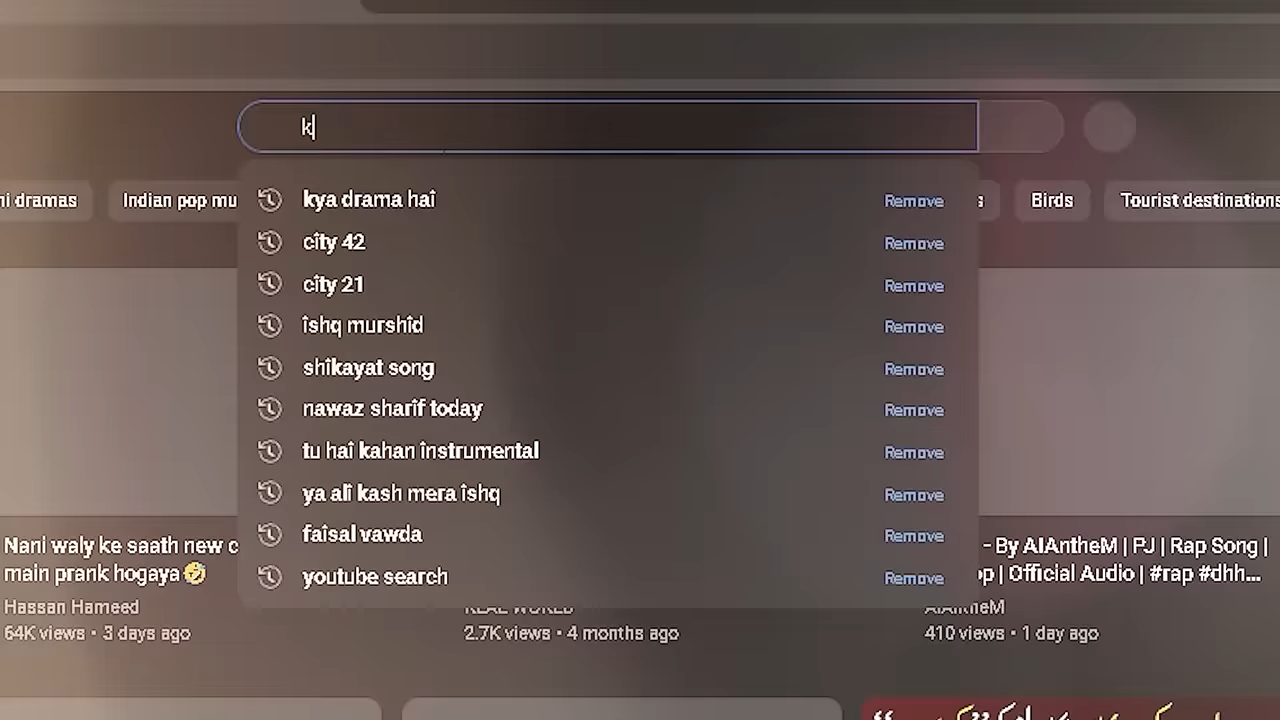 k
ni dramas
Indian pop mu
s
Birds
Tourist destinations
kya drama hai Remove
city 42 Remove
city 21 Remove
ishq murshid Remove
shikayat song Remove
nawaz sharif today Remove
tu hai kahan instrumental Remove
ya ali kash mera ishq Remove
faisal vawda Remove
youtube search Remove
Nani waly ke saath new c
main prank hogaya🤣
Hassan Hameed
64K views • 3 days ago
REAL WORLD
2.7K views • 4 months ago
- By AIAntheM | PJ | Rap Song |
op | Official Audio | #rap #dhh...
AIAntheM
410 views • 1 day ago